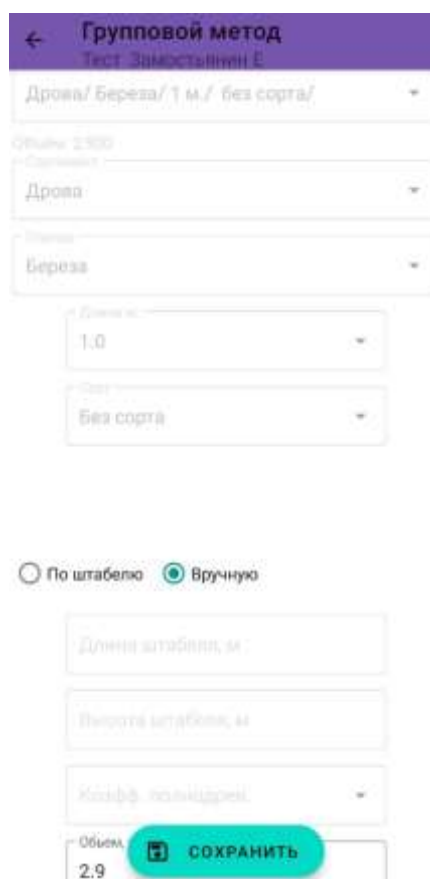 Групповой метод
Тест Замостьянин Е
Дрова/ Береза/ 1 м./ без сорта/
Объем: 2.900
Сортимент
Дрова
Порода
Береза
Длина, м
1.0
Сорт
Без сорта
По штабелю
Вручную
Длина штабеля, м
Высота штабеля, м
Коэфф. полнодрев.
Объем,
2.9
СОХРАНИТЬ